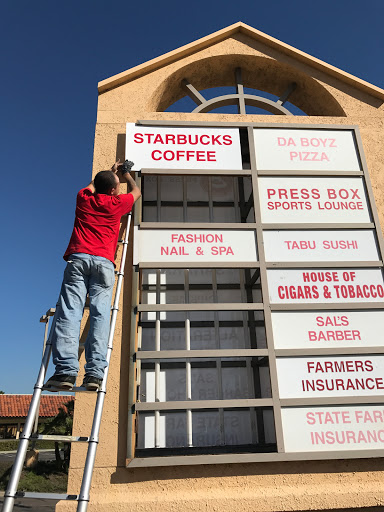 STARBUCKS
COFFEE
DA BOYZ
PIZZA
PRESS BOX
SPORTS LOUNGE
FASHION
NAIL & SPA
TABU SUSHI
HOUSE OF
CIGARS & TOBACCO
SAL'S
BARBER
FARMERS
INSURANCE
STATE FARM
INSURANCE